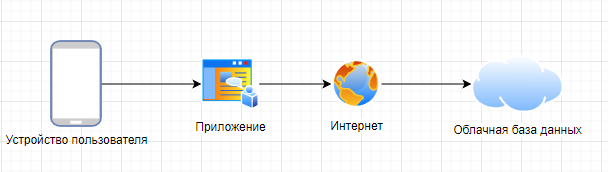 Устройство пользователя
Приложение
Интернет
Облачная база данных